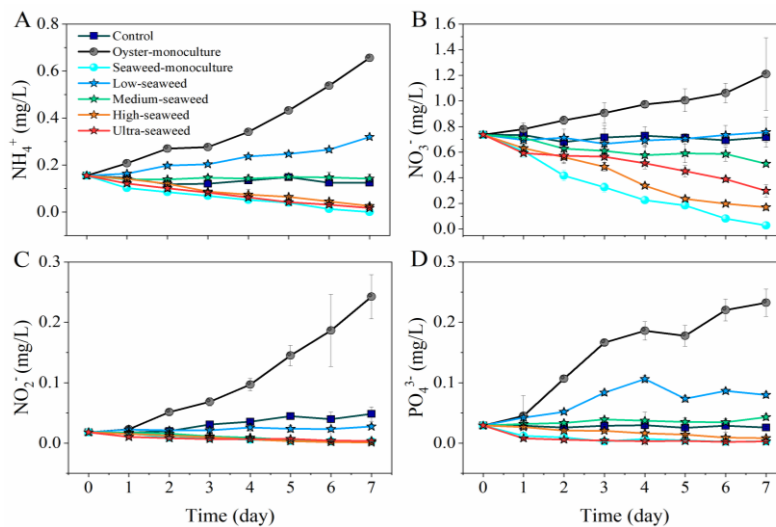 A
Control
Oyster-monoculture
Seaweed-monoculture
Low-seaweed
Medium-seaweed
High-seaweed
Ultra-seaweed
NH₄⁺ (mg/L)
0.8
0.6
0.4
0.2
0.0
B
NO₃⁻ (mg/L)
1.6
1.4
1.2
1.0
0.8
0.6
0.4
0.2
0.0
C
NO₂⁻ (mg/L)
0.3
0.2
0.1
0.0
0 1 2 3 4 5 6 7
Time (day)
D
PO₄³⁻ (mg/L)
0.3
0.2
0.1
0.0
0 1 2 3 4 5 6 7
Time (day)